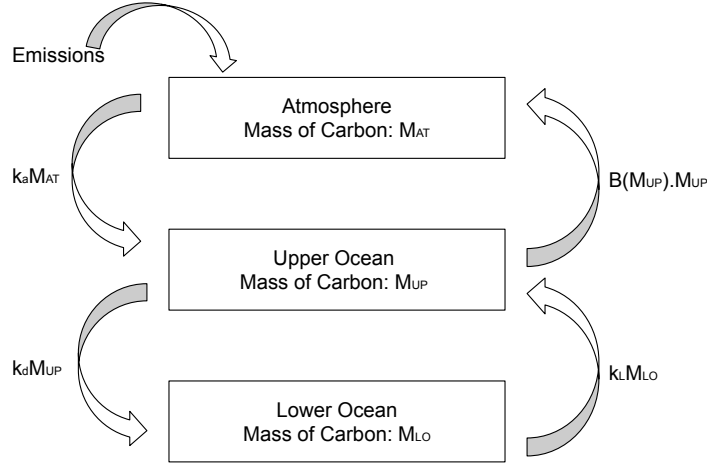 Emissions
Atmosphere
Mass of Carbon: MAT
kaMAT
B(MUP).MUP
Upper Ocean
Mass of Carbon: MUP
kdMUP
kLMLO
Lower Ocean
Mass of Carbon: MLO